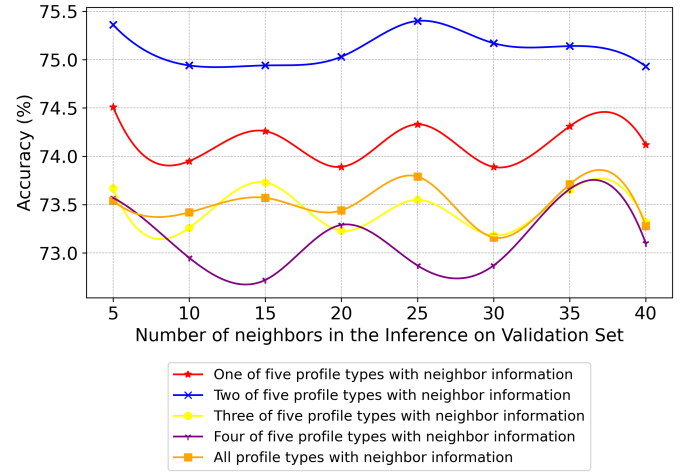 75.5
75.0
74.5
74.0
73.5
73.0
Accuracy (%)
5 10 15 20 25 30 35 40
Number of neighbors in the Inference on Validation Set
One of five profile types with neighbor information
Two of five profile types with neighbor information
Three of five profile types with neighbor information
Four of five profile types with neighbor information
All profile types with neighbor information